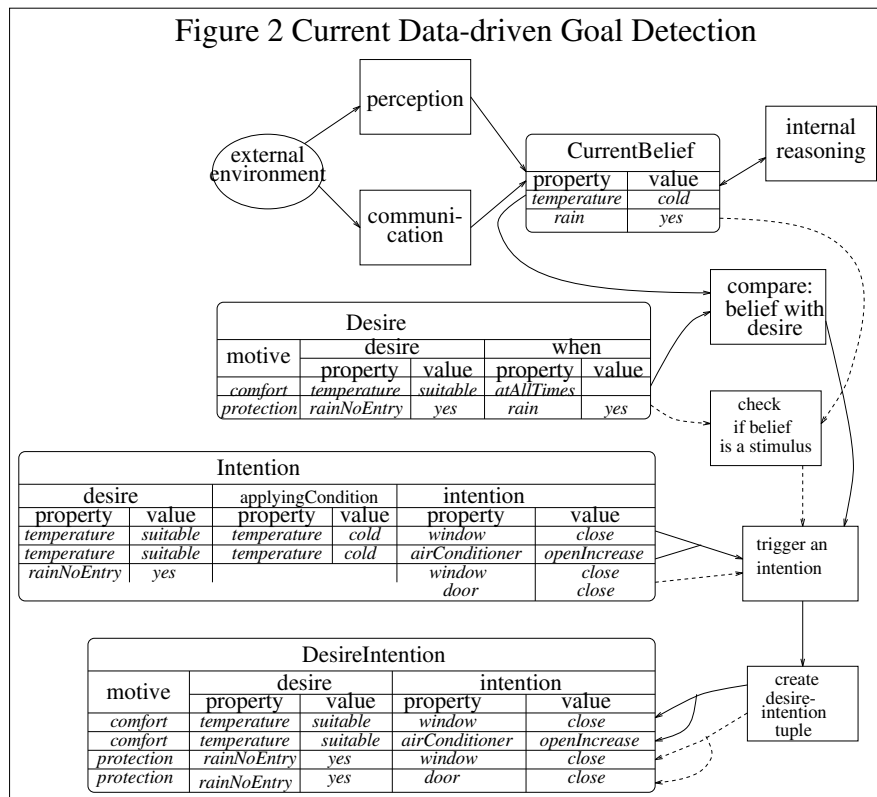 Figure 2 Current Data-driven Goal Detection
perception
external
environment
communi-
cation
CurrentBelief
property value
temperature cold
rain yes
internal
reasoning
compare:
belief with
desire
Desire
motive desire when
property value property value
comfort temperature suitable atAllTimes
protection rainNoEntry yes rain yes
check
if belief
is a stimulus
Intention
desire applyingCondition intention
property value property value property value
temperature suitable temperature cold window close
temperature suitable temperature cold airConditioner openIncrease
rainNoEntry yes window close
door close
trigger an
intention
DesireIntention
motive desire intention
property value property value
comfort temperature suitable window close
comfort temperature suitable airConditioner openIncrease
protection rainNoEntry yes window close
protection rainNoEntry yes door close
create
desire-
intention
tuple